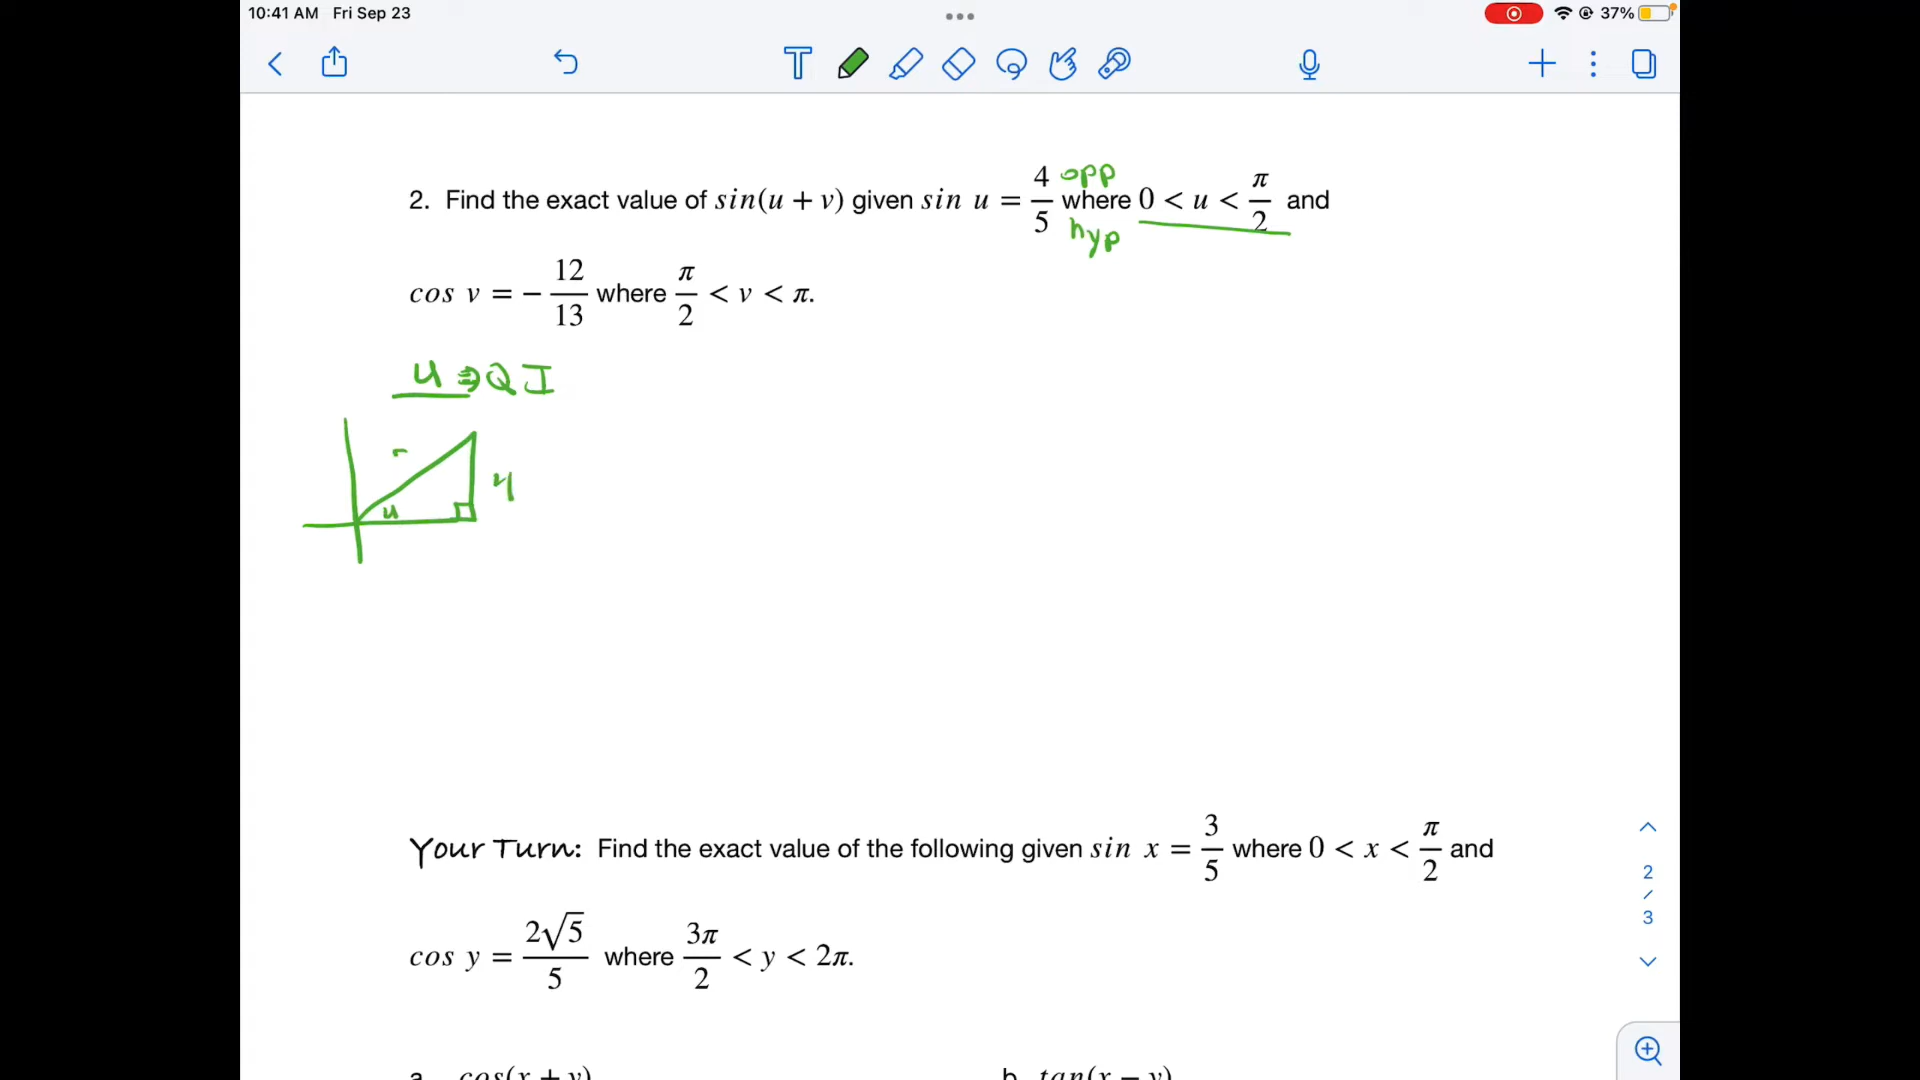 10:41 AM Fri Sep 23
37%
2. Find the exact value of sin(u + v) given sin u = 4/5 where 0 < u < π/2 and
opp
hyp
cos v = − 12/13 where π/2 < v < π.
u ⇒ Q I
4
u
Your Turn: Find the exact value of the following given sin x = 3/5 where 0 < x < π/2 and
cos y = 2√5/5 where 3π/2 < y < 2π.
2 / 3
a. cos(x + y)
b. tan(x − y)